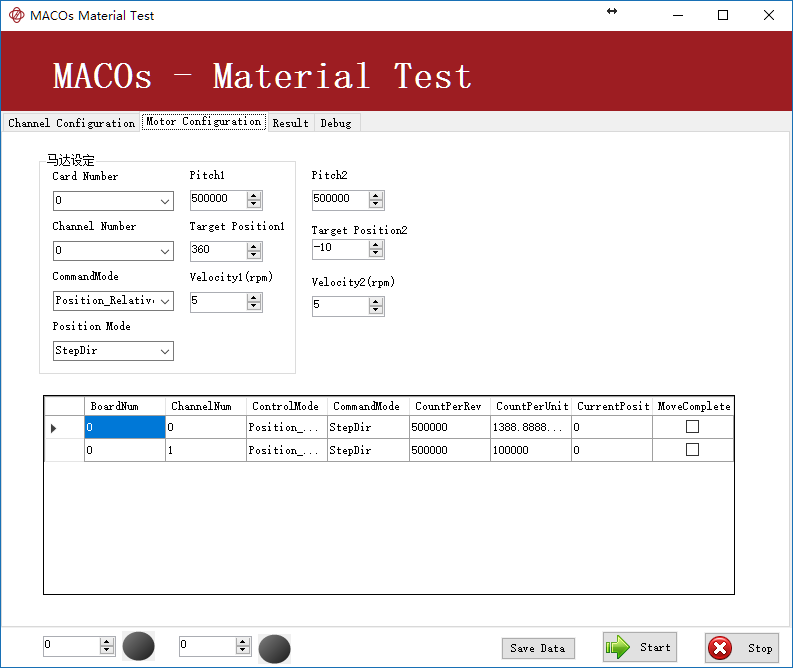 MACOs Material Test
MACOs - Material Test
Channel Configuration Motor Configuration Result Debug
马达设定
Card Number Pitch1 Pitch2
0 500000 500000
Channel Number Target Position1 Target Position2
0 360 -10
CommandMode Velocity1(rpm) Velocity2(rpm)
Position_Relativ 5 5
Position Mode
StepDir
BoardNum ChannelNum ControlMode CommandMode CountPerRev CountPerUnit CurrentPosit MoveComplete
0 0 Position_... StepDir 500000 1388.8888... 0
0 1 Position_... StepDir 500000 100000 0
0 0 Save Data Start Stop